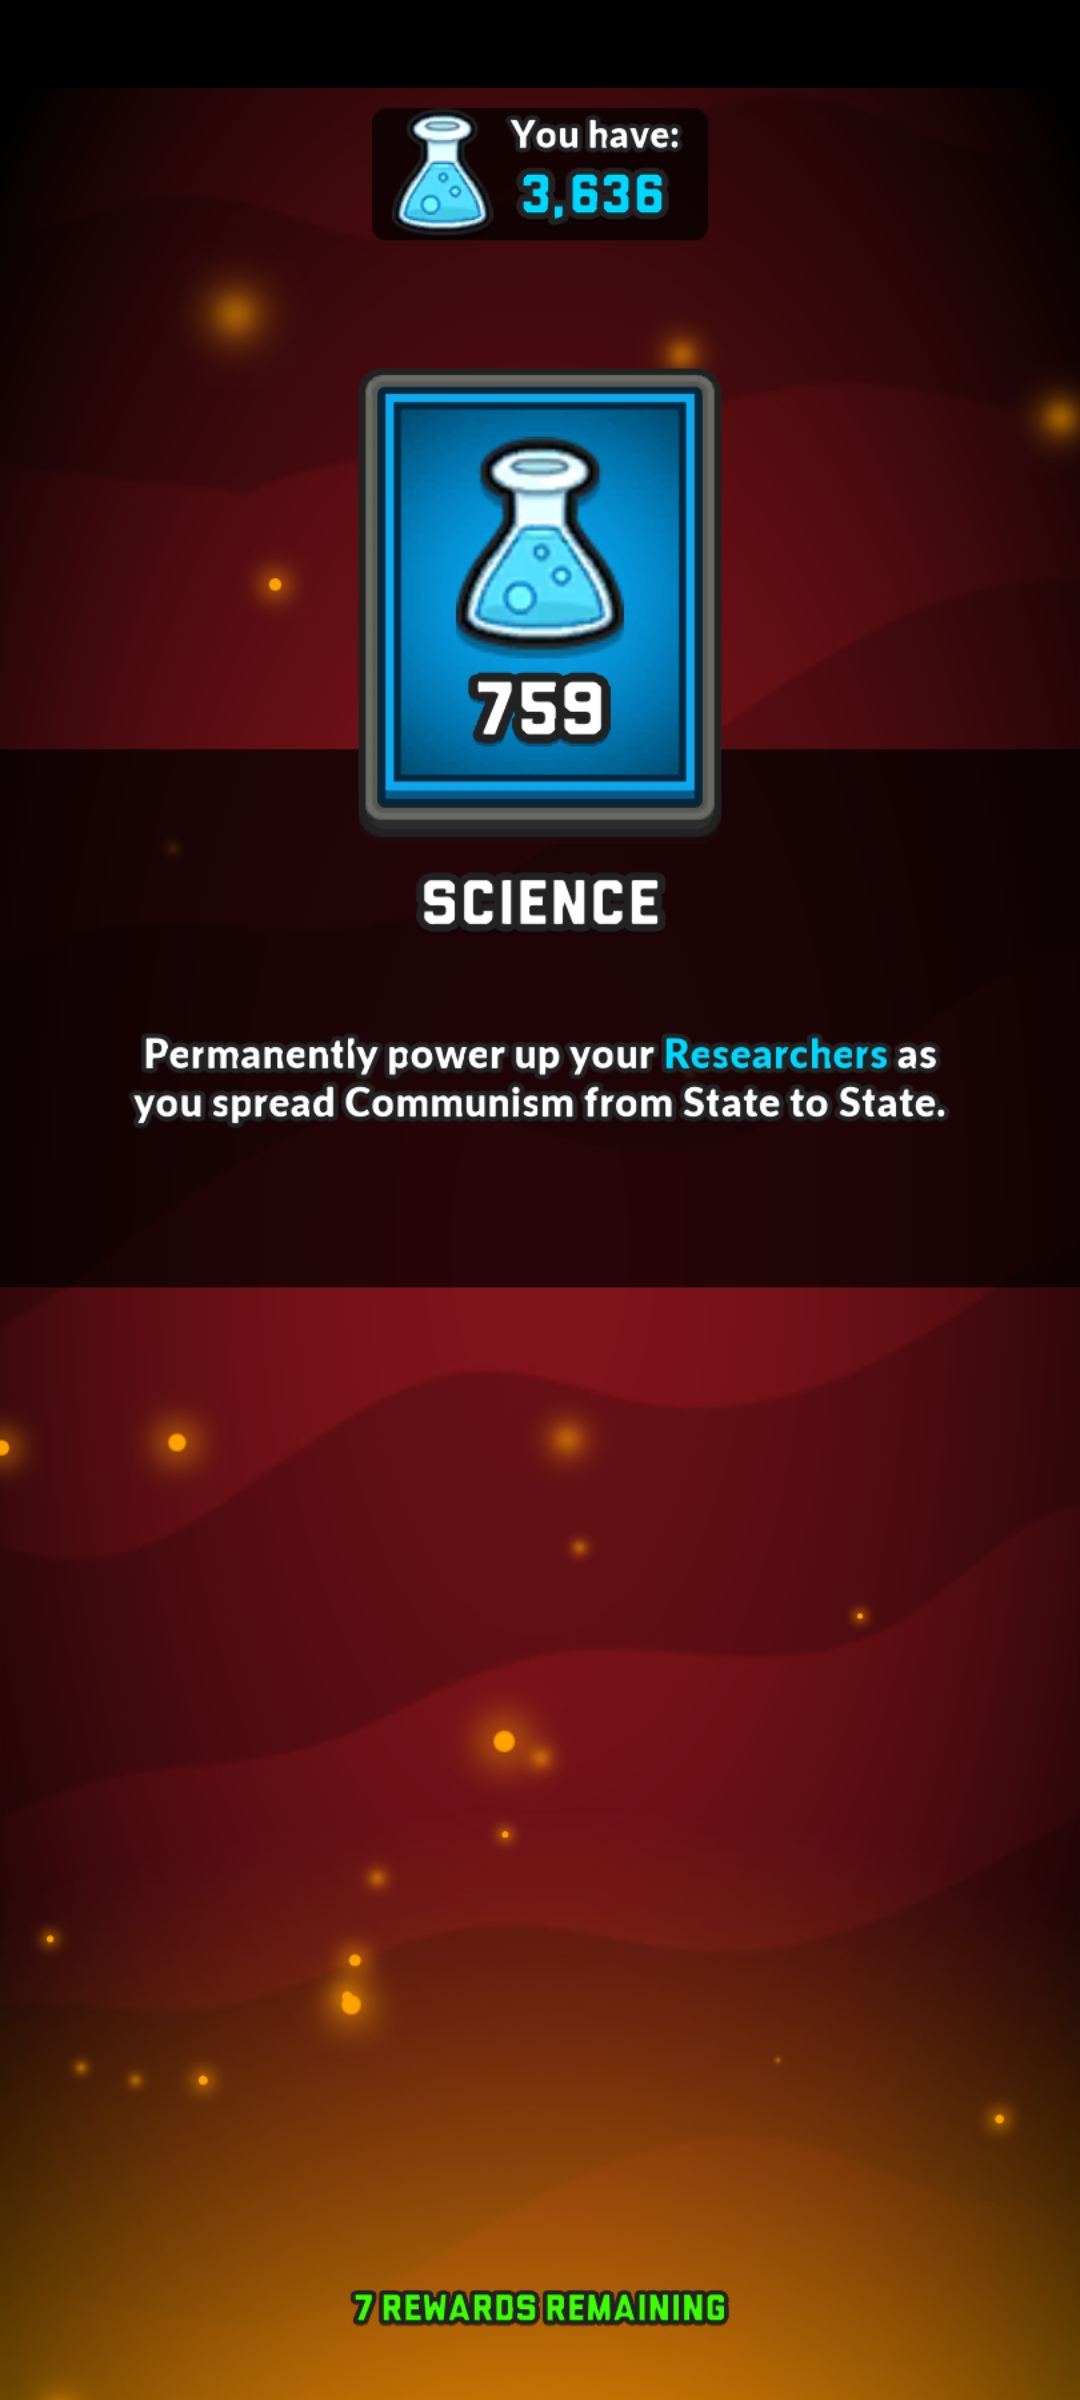 You have:
3,636
759
SCIENCE
Permanently power up your Researchers as
you spread Communism from State to State.
7 REWARDS REMAINING